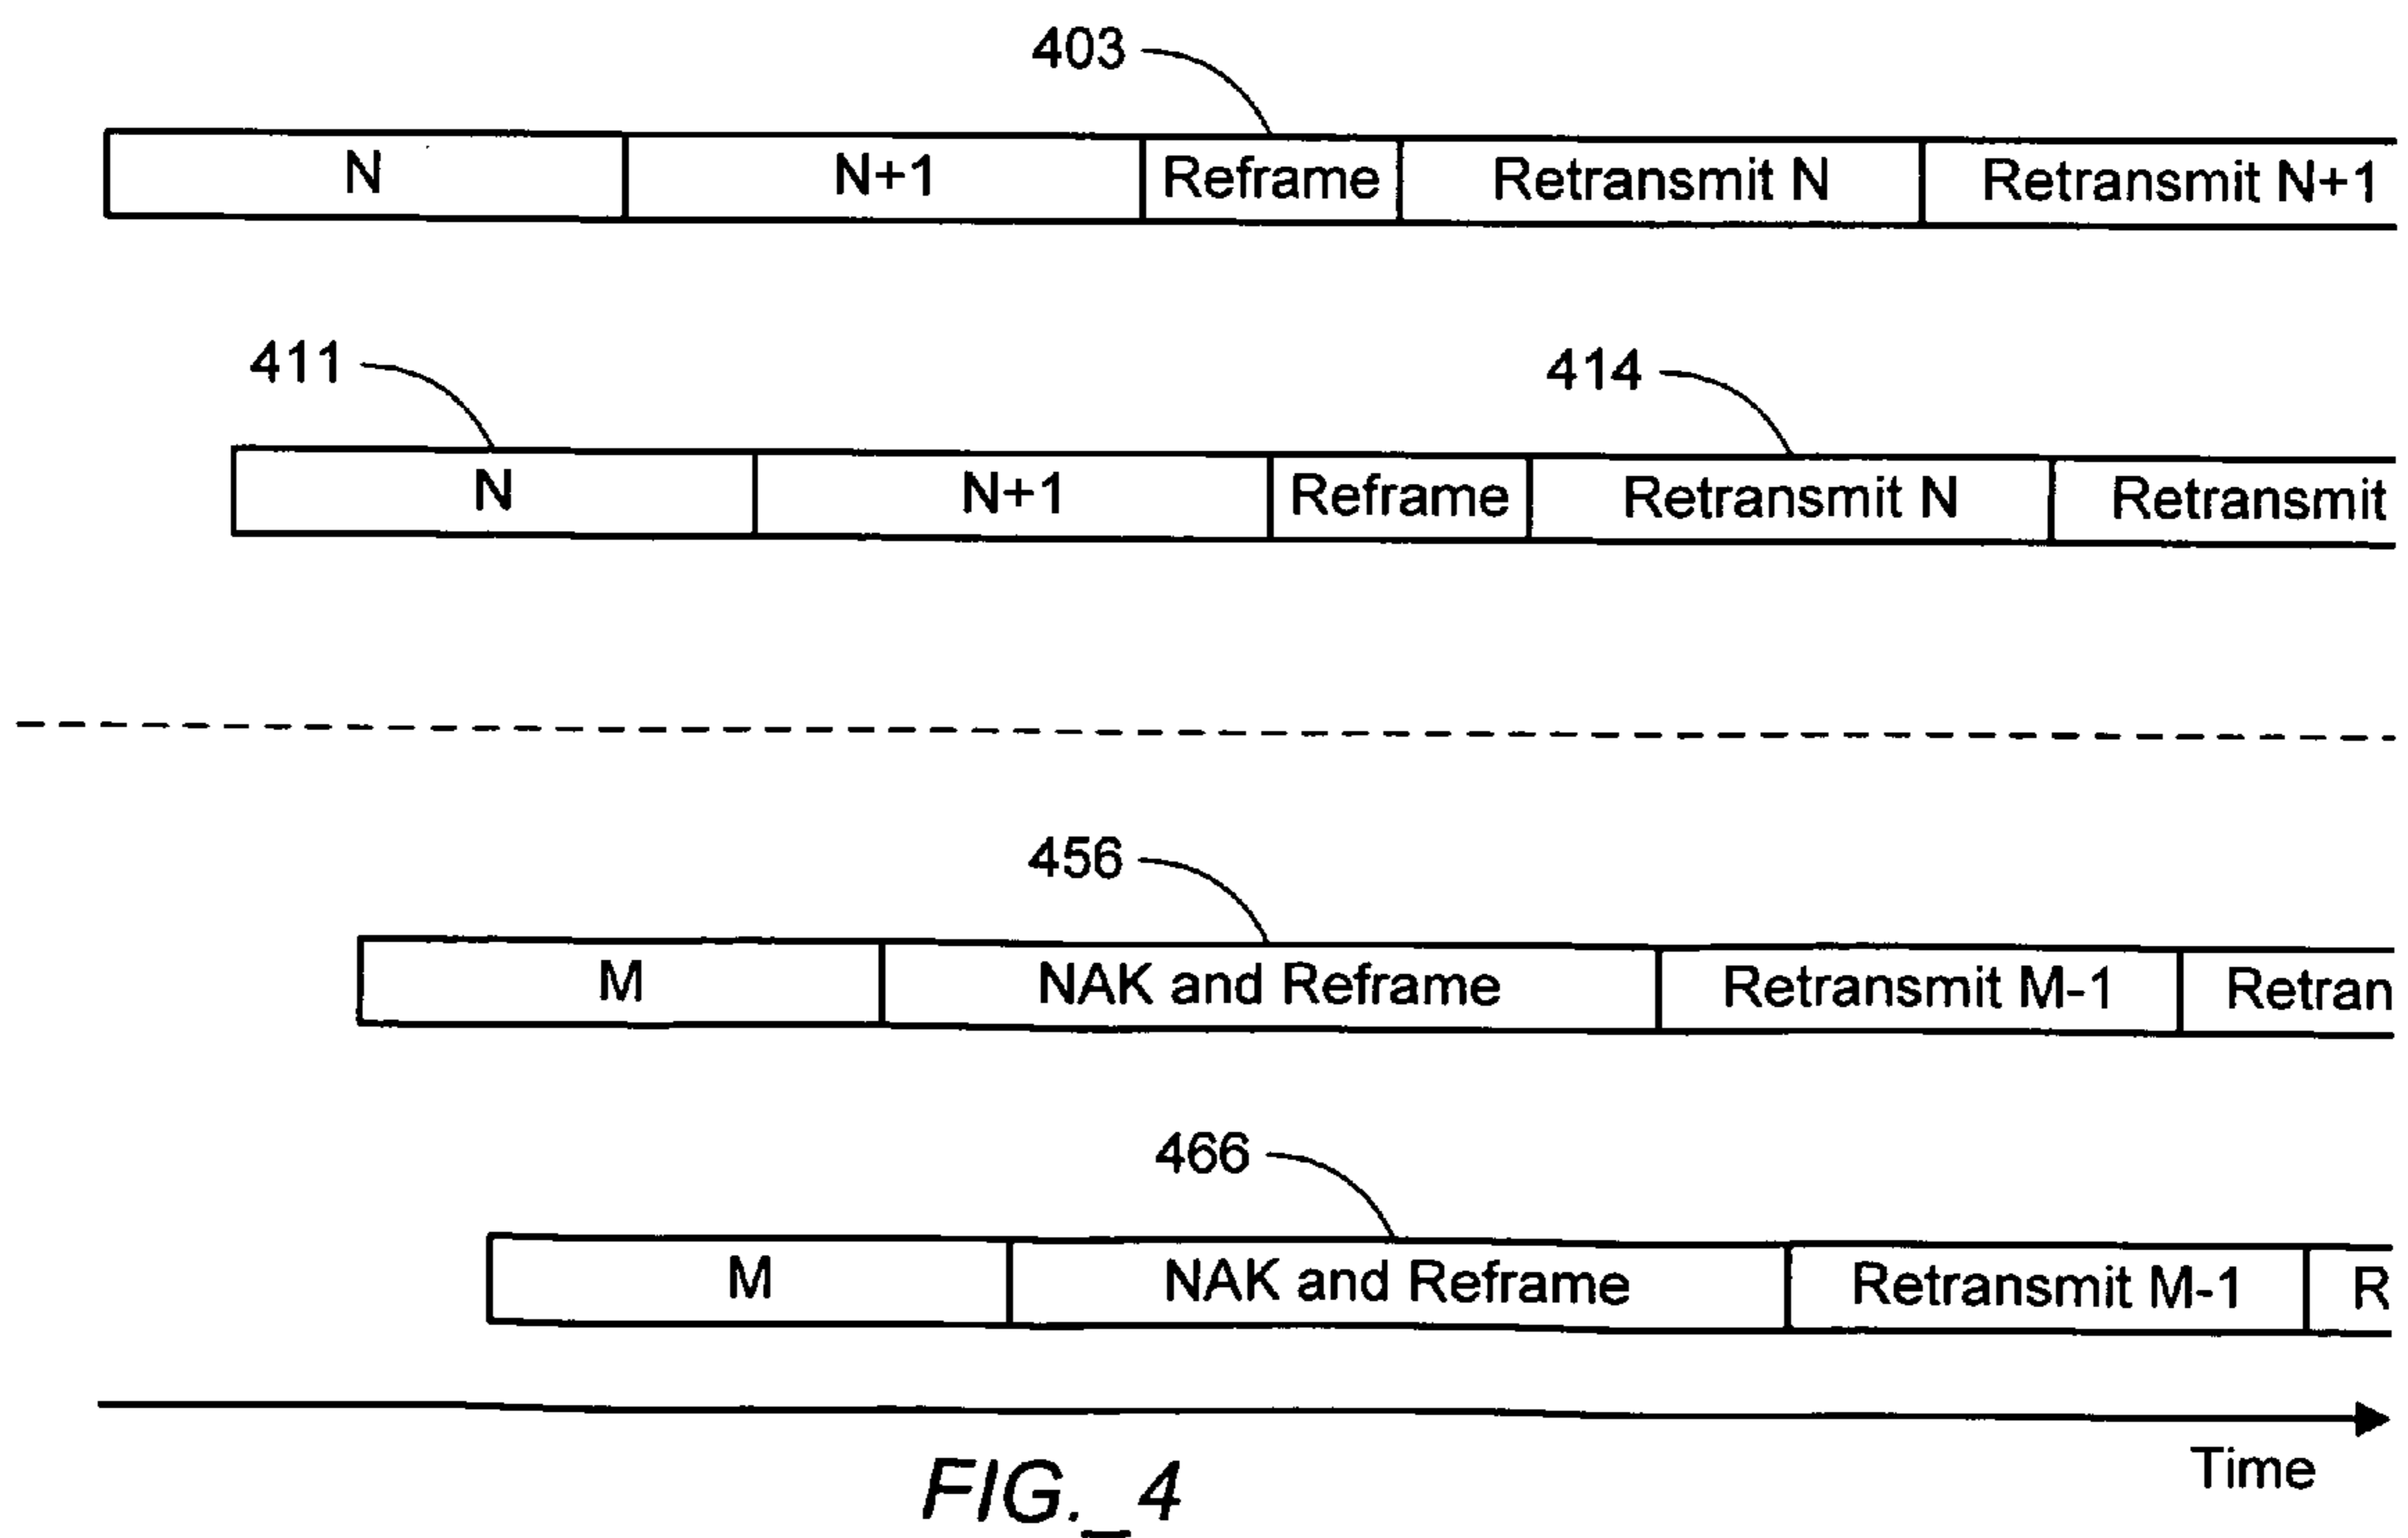 403
N N+1 Reframe Retransmit N Retransmit N+1
411 414
N N+1 Reframe Retransmit N Retransmit
456
M NAK and Reframe Retransmit M-1 Retran
466
M NAK and Reframe Retransmit M-1 R
Time
FIG._4